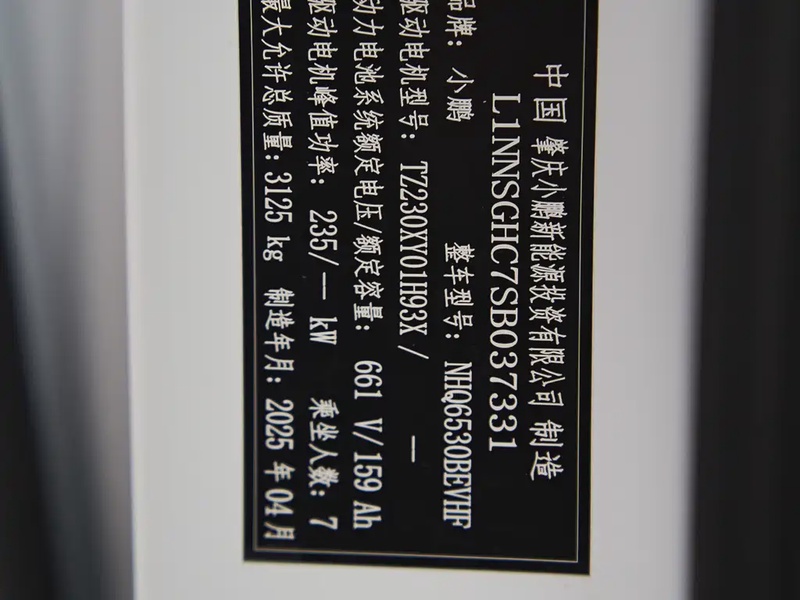 中国 肇庆小鹏新能源投资有限公司 制造
L1NNSGHC7SB037331
品牌： 小鹏 整车型号： NHQ6530BEVHF
驱动电机型号： TZ230XY01H93X / —
动力电池系统额定电压/额定容量： 661 V/159 Ah
驱动电机峰值功率： 235/— kW 乘坐人数： 7
最大允许总质量： 3125 kg 制造年月： 2025 年 04 月